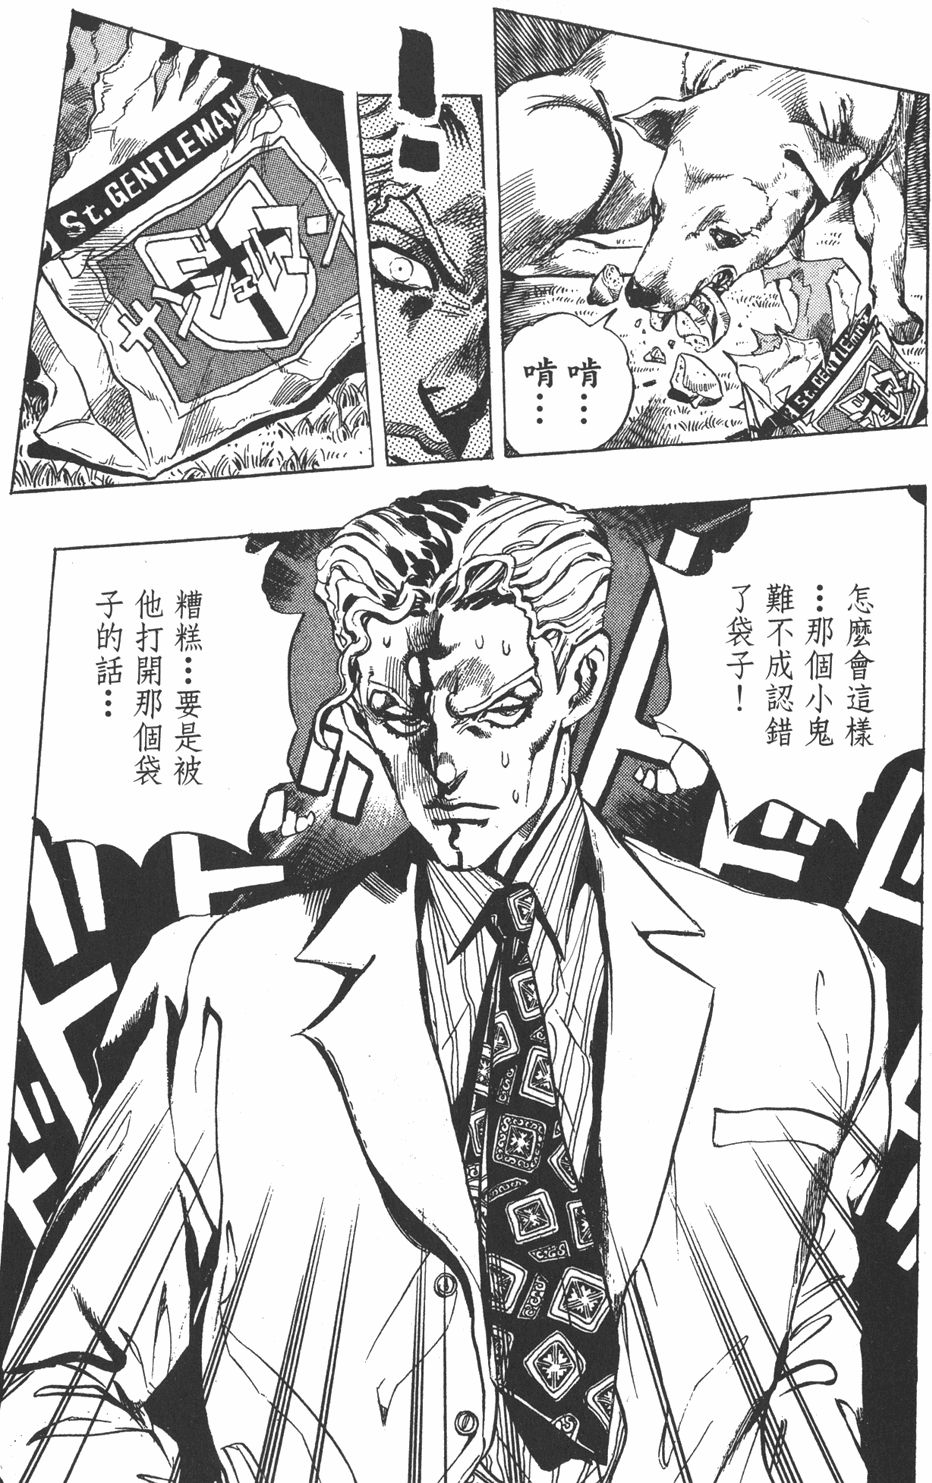 啃…
啃…
St. GENTLEMAN
サンジェルマン
St. GENTLEMAN
怎麼會這樣
…那個小鬼
難不成認錯
了袋子！
糟糕…要是被
他打開那個袋
子的話…